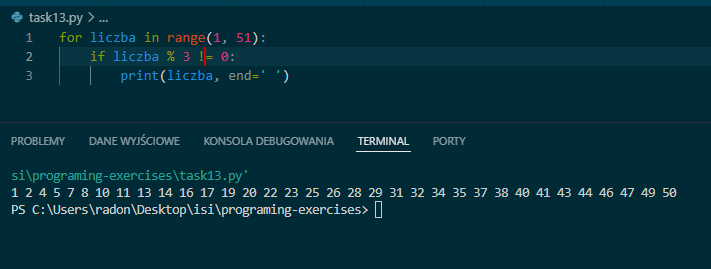 task13.py > ...
1 for liczba in range(1, 51):
2 if liczba % 3 != 0:
3 print(liczba, end=' ')
PROBLEMY DANE WYJŚCIOWE KONSOLA DEBUGOWANIA TERMINAL PORTY
si\programing-exercises\task13.py'
1 2 4 5 7 8 10 11 13 14 16 17 19 20 22 23 25 26 28 29 31 32 34 35 37 38 40 41 43 44 46 47 49 50
PS C:\Users\radon\Desktop\isi\programing-exercises>